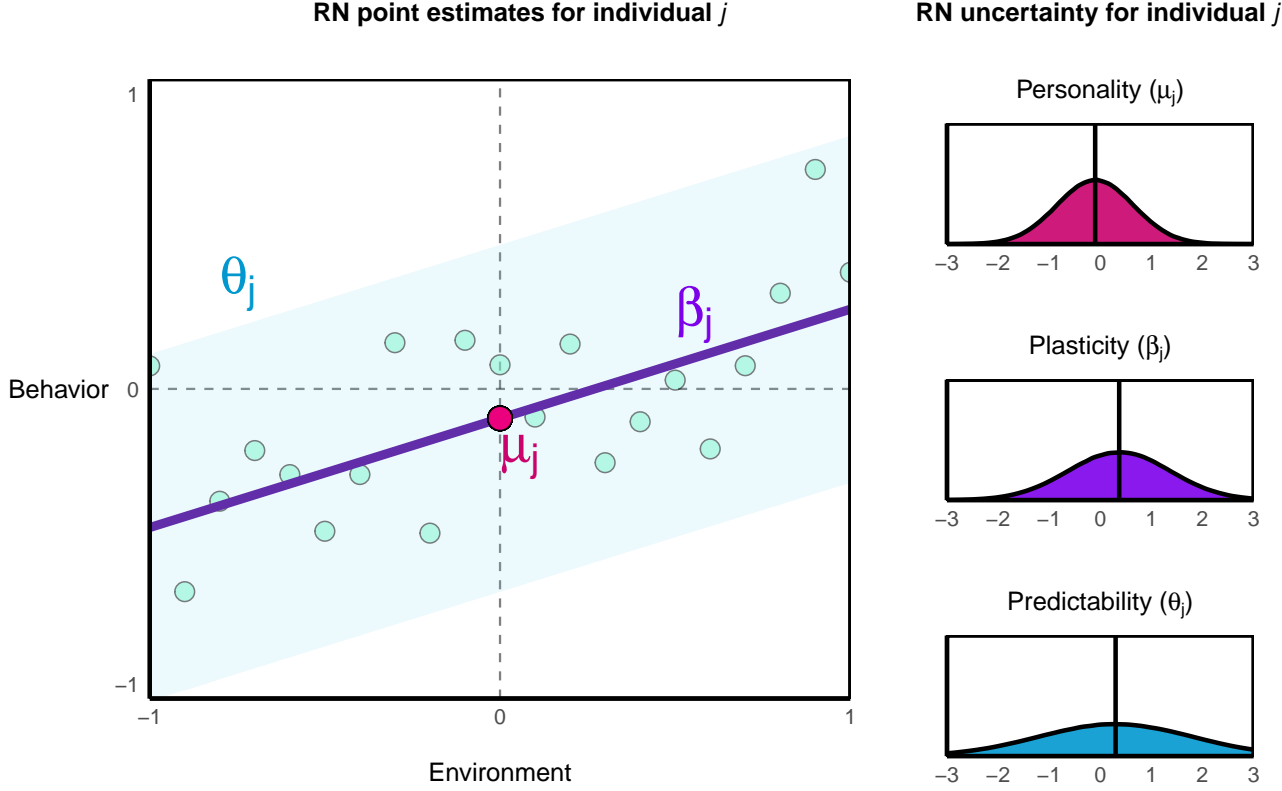 RN point estimates for individual j
1
0
−1
Behavior
θj
βj
μj
−1 0 1
Environment
RN uncertainty for individual j
Personality (μj)
−3 −2 −1 0 1 2 3
Plasticity (βj)
−3 −2 −1 0 1 2 3
Predictability (θj)
−3 −2 −1 0 1 2 3